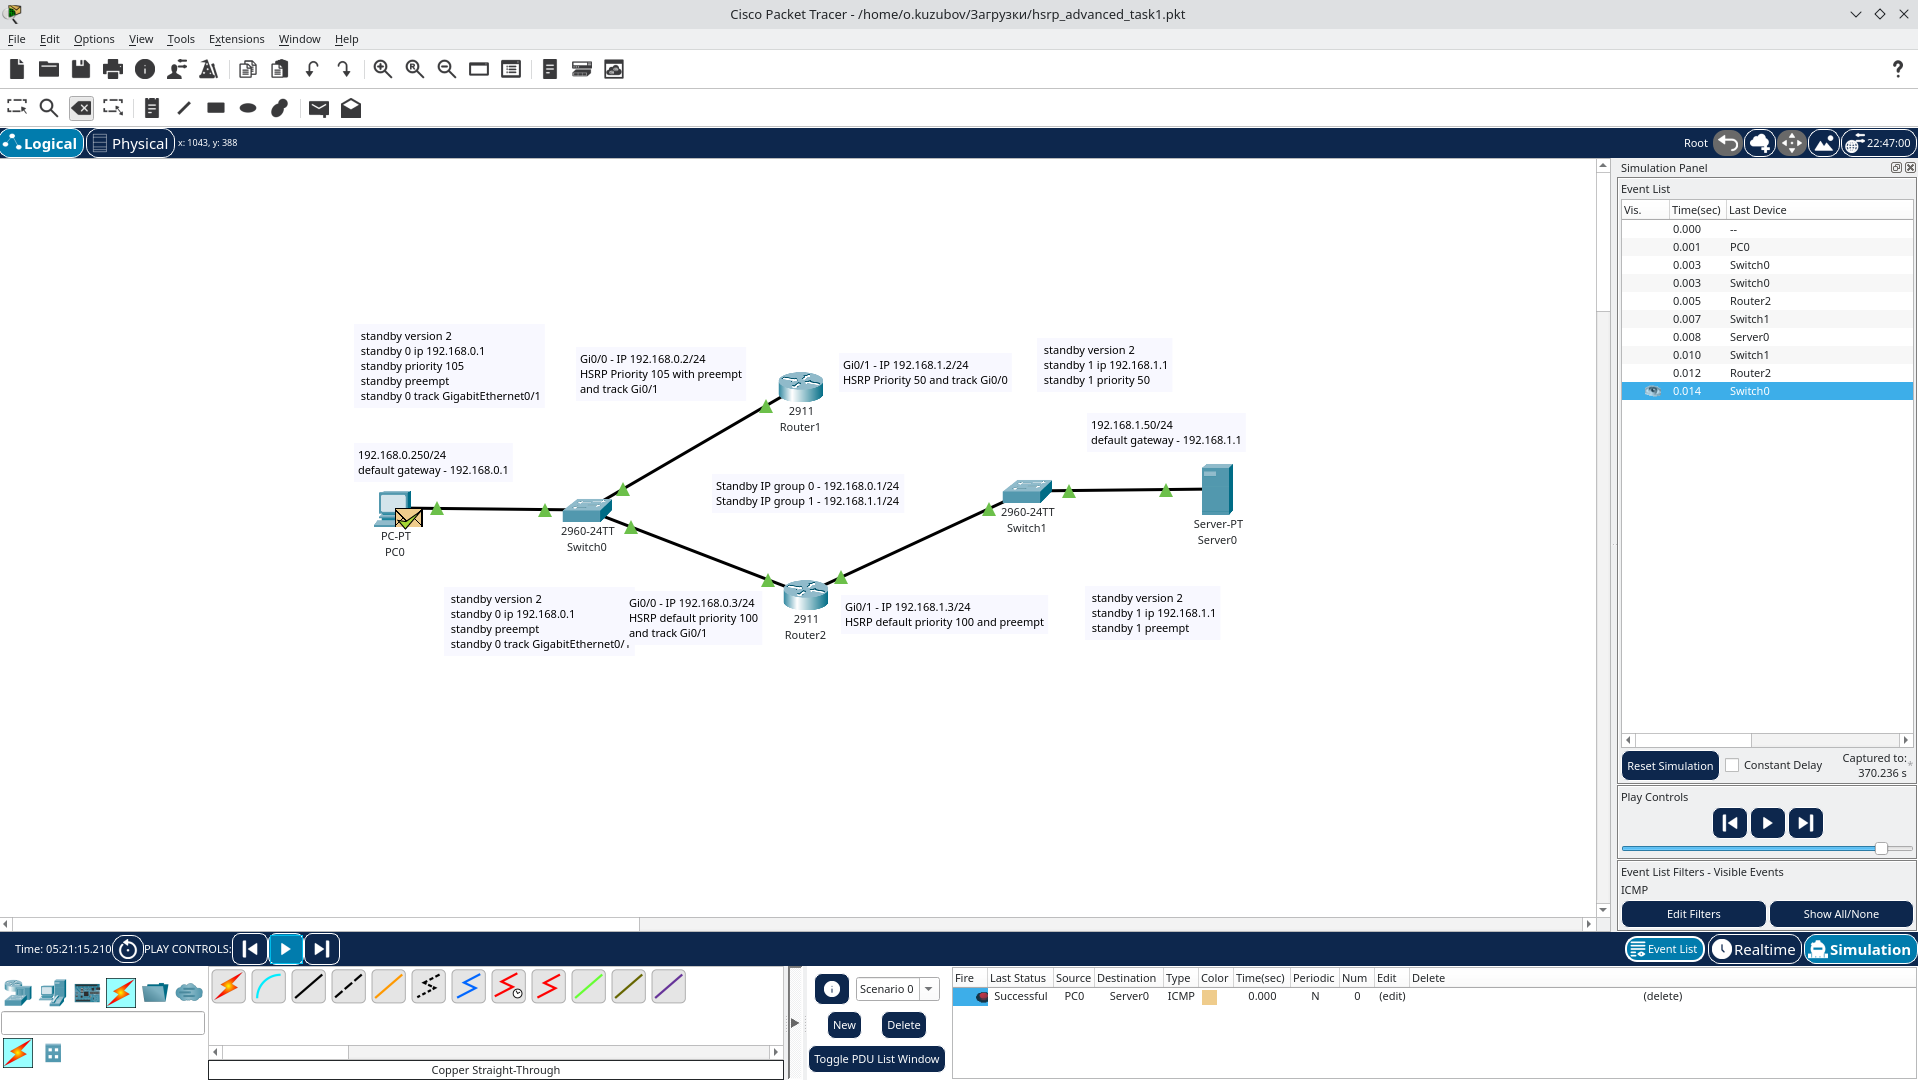 Cisco Packet Tracer - /home/o.kuzubov/Загрузки/hsrp_advanced_task1.pkt
File Edit Options View Tools Extensions Window Help
?
Logical Physical x: 1043, y: 388
Root 22:47:00
Simulation Panel
Event List
Vis. Time(sec) Last Device
0.000 --
0.001 PC0
0.003 Switch0
0.003 Switch0
0.005 Router2
0.007 Switch1
0.008 Server0
0.010 Switch1
0.012 Router2
0.014 Switch0
Reset Simulation Constant Delay Captured to:
370.236 s
Play Controls
Event List Filters - Visible Events
ICMP
Edit Filters Show All/None
standby version 2
standby 0 ip 192.168.0.1
standby priority 105
standby preempt
standby 0 track GigabitEthernet0/1
Gi0/0 - IP 192.168.0.2/24
HSRP Priority 105 with preempt
and track Gi0/1
2911
Router1
Gi0/1 - IP 192.168.1.2/24
HSRP Priority 50 and track Gi0/0
standby version 2
standby 1 ip 192.168.1.1
standby 1 priority 50
192.168.1.50/24
default gateway - 192.168.1.1
192.168.0.250/24
default gateway - 192.168.0.1
PC-PT
PC0
2960-24TT
Switch0
Standby IP group 0 - 192.168.0.1/24
Standby IP group 1 - 192.168.1.1/24
2960-24TT
Switch1
Server-PT
Server0
standby version 2
standby 0 ip 192.168.0.1
standby preempt
standby 0 track GigabitEthernet0/
Gi0/0 - IP 192.168.0.3/24
HSRP default priority 100
and track Gi0/1
2911
Router2
Gi0/1 - IP 192.168.1.3/24
HSRP default priority 100 and preempt
standby version 2
standby 1 ip 192.168.1.1
standby 1 preempt
Time: 05:21:15.210 PLAY CONTROLS:
Event List Realtime Simulation
Copper Straight-Through
Scenario 0
New Delete
Toggle PDU List Window
Fire Last Status Source Destination Type Color Time(sec) Periodic Num Edit Delete
Successful PC0 Server0 ICMP 0.000 N 0 (edit) (delete)